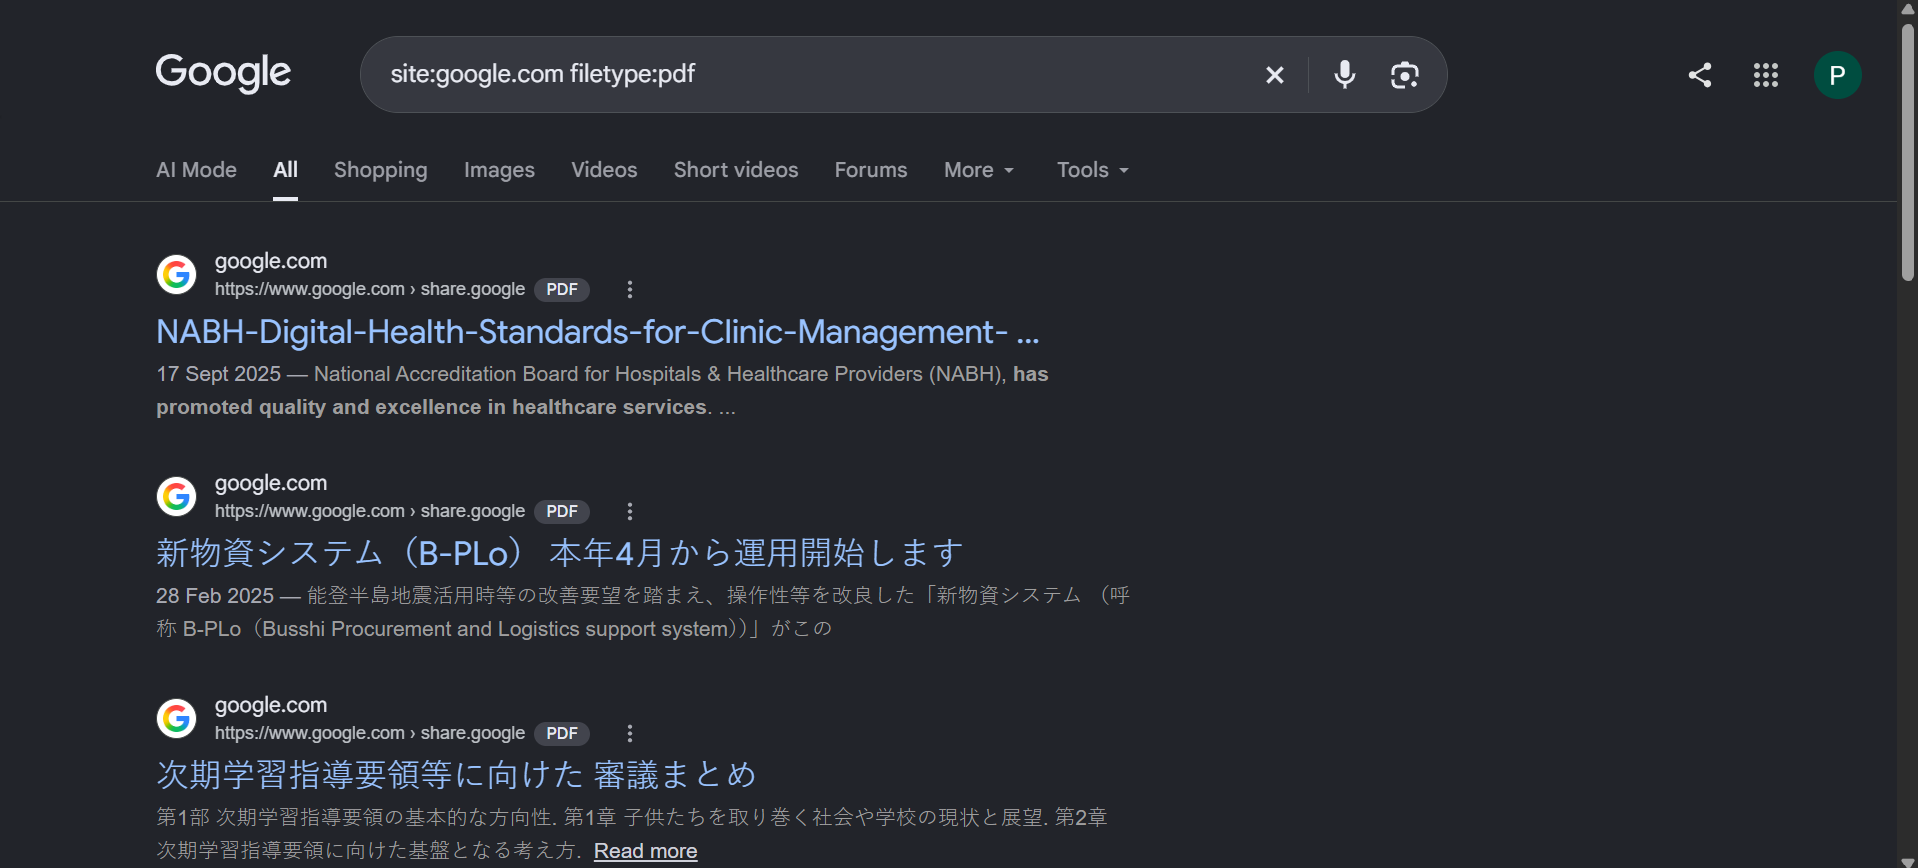 Google
site:google.com filetype:pdf
P
AI Mode All Shopping Images Videos Short videos Forums More Tools
google.com
https://www.google.com › share.google PDF
NABH-Digital-Health-Standards-for-Clinic-Management- ...
17 Sept 2025 — National Accreditation Board for Hospitals & Healthcare Providers (NABH), has
promoted quality and excellence in healthcare services. ...
google.com
https://www.google.com › share.google PDF
新物資システム（B-PLo） 本年4月から運用開始します
28 Feb 2025 — 能登半島地震活用時等の改善要望を踏まえ、操作性等を改良した「新物資システム （呼
称 B-PLo（Busshi Procurement and Logistics support system））」がこの
google.com
https://www.google.com › share.google PDF
次期学習指導要領等に向けた 審議まとめ
第1部 次期学習指導要領の基本的な方向性. 第1章 子供たちを取り巻く社会や学校の現状と展望. 第2章
次期学習指導要領に向けた基盤となる考え方. Read more